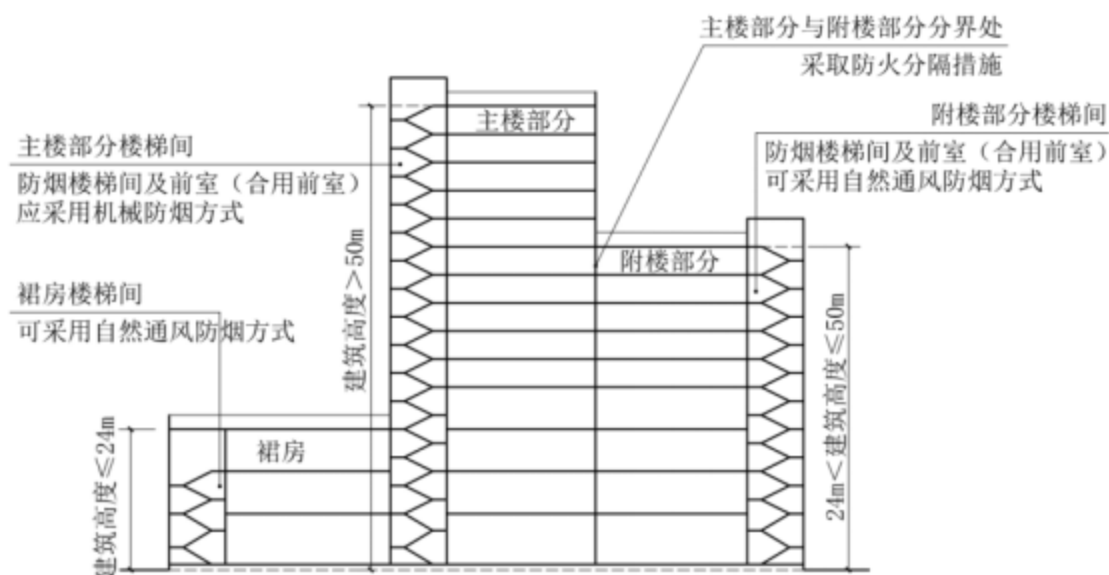 主楼部分与附楼部分分界处
采取防火分隔措施
主楼部分
附楼部分楼梯间
防烟楼梯间及前室（合用前室）
可采用自然通风防烟方式
主楼部分楼梯间
防烟楼梯间及前室（合用前室）
应采用机械防烟方式
建筑高度＞50m
附楼部分
裙房楼梯间
可采用自然通风防烟方式
24m＜建筑高度≤50m
裙房
建筑高度≤24m